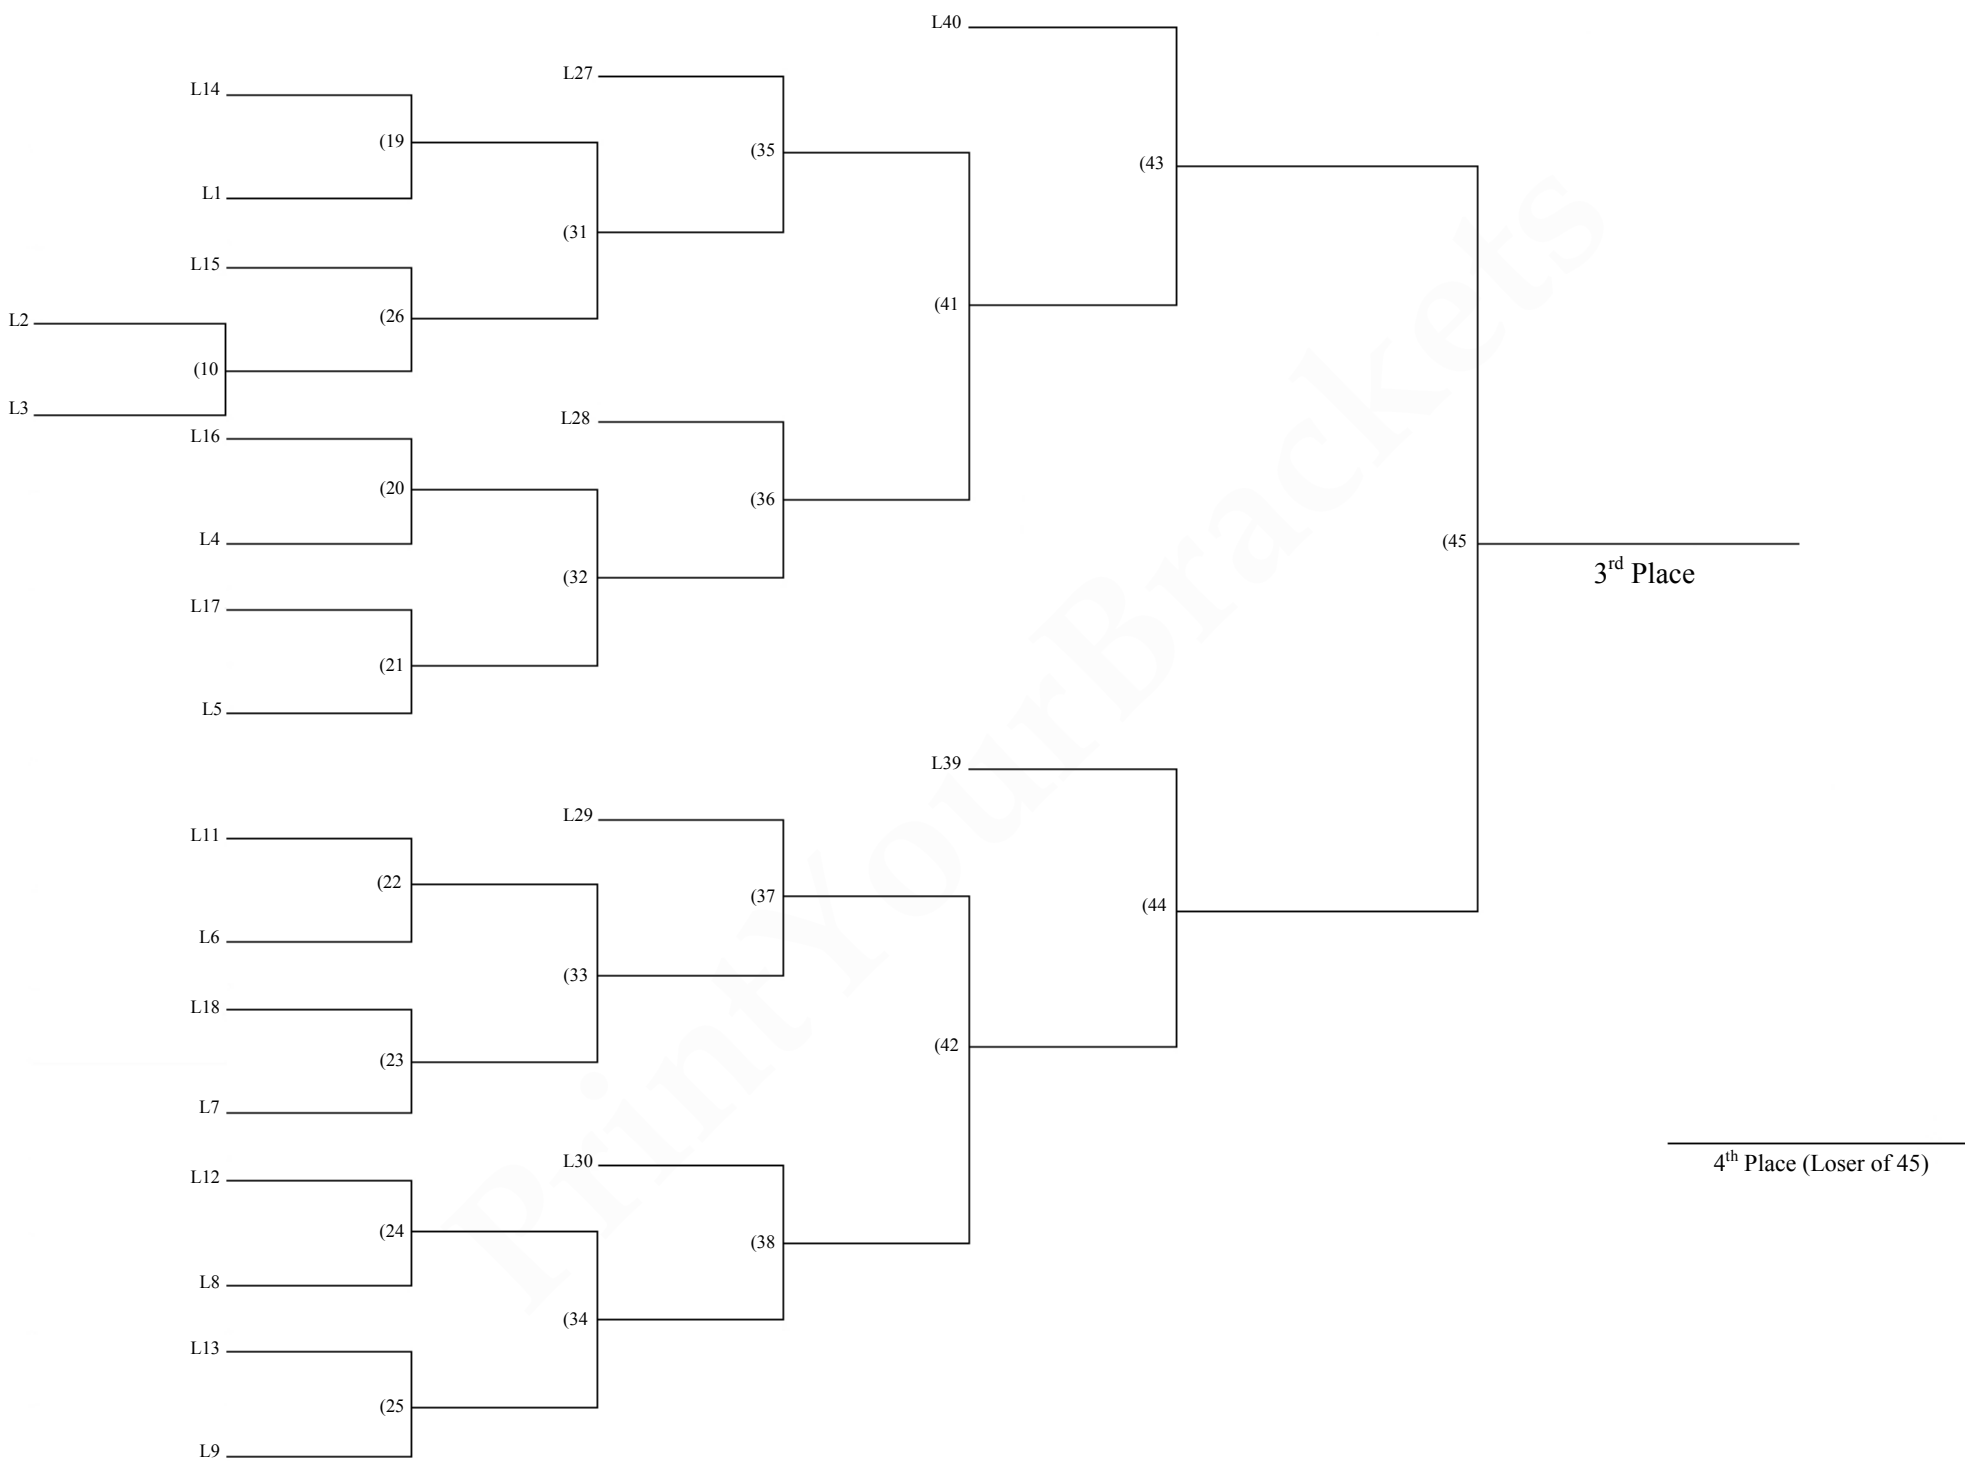 L40
L27
L14
(19
(35
(43
L1
(31
L15
(26
(41
L2
(10
L3
L28
L16
(20
(36
L4
(45
3rd Place
(32
L17
(21
L5
L39
L29
L11
(22
(37
(44
L6
(33
L18
(23
(42
L7
L30
4th Place (Loser of 45)
L12
(24
(38
L8
(34
L13
(25
L9
PrintYourBrackets